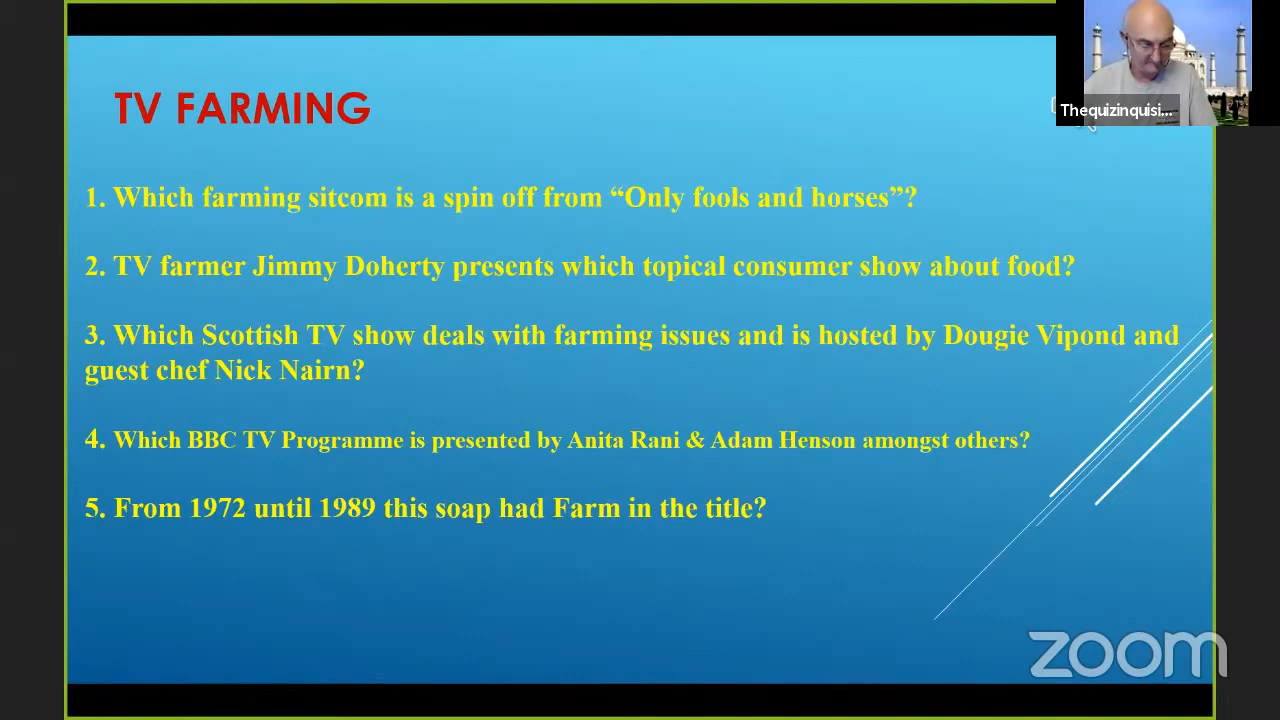 TV FARMING
Thequizinquisi...
1. Which farming sitcom is a spin off from “Only fools and horses”?
2. TV farmer Jimmy Doherty presents which topical consumer show about food?
3. Which Scottish TV show deals with farming issues and is hosted by Dougie Vipond and
guest chef Nick Nairn?
4. Which BBC TV Programme is presented by Anita Rani & Adam Henson amongst others?
5. From 1972 until 1989 this soap had Farm in the title?
zoom